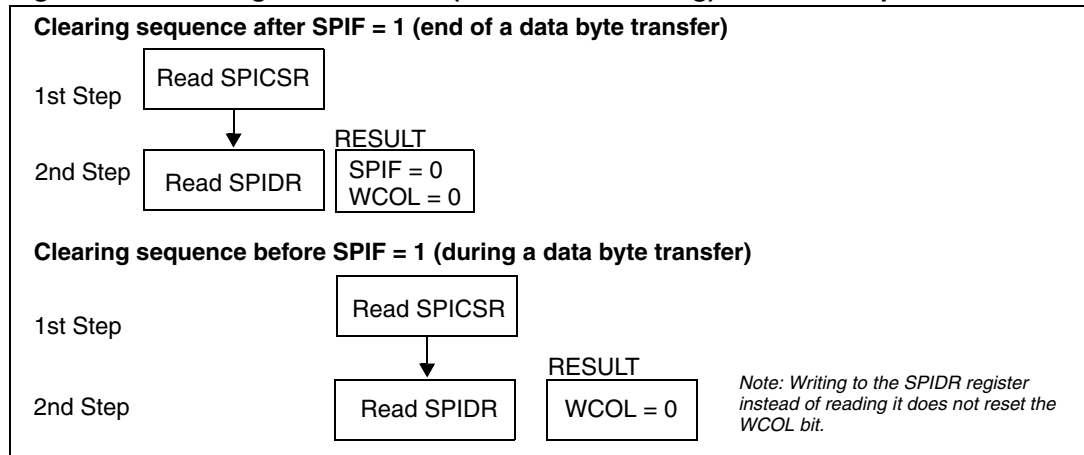 Clearing sequence after SPIF = 1 (end of a data byte transfer)
1st Step
Read SPICSR
2nd Step
Read SPIDR
RESULT
SPIF = 0
WCOL = 0
Clearing sequence before SPIF = 1 (during a data byte transfer)
1st Step
Read SPICSR
2nd Step
Read SPIDR
RESULT
WCOL = 0
Note: Writing to the SPIDR register
instead of reading it does not reset the
WCOL bit.